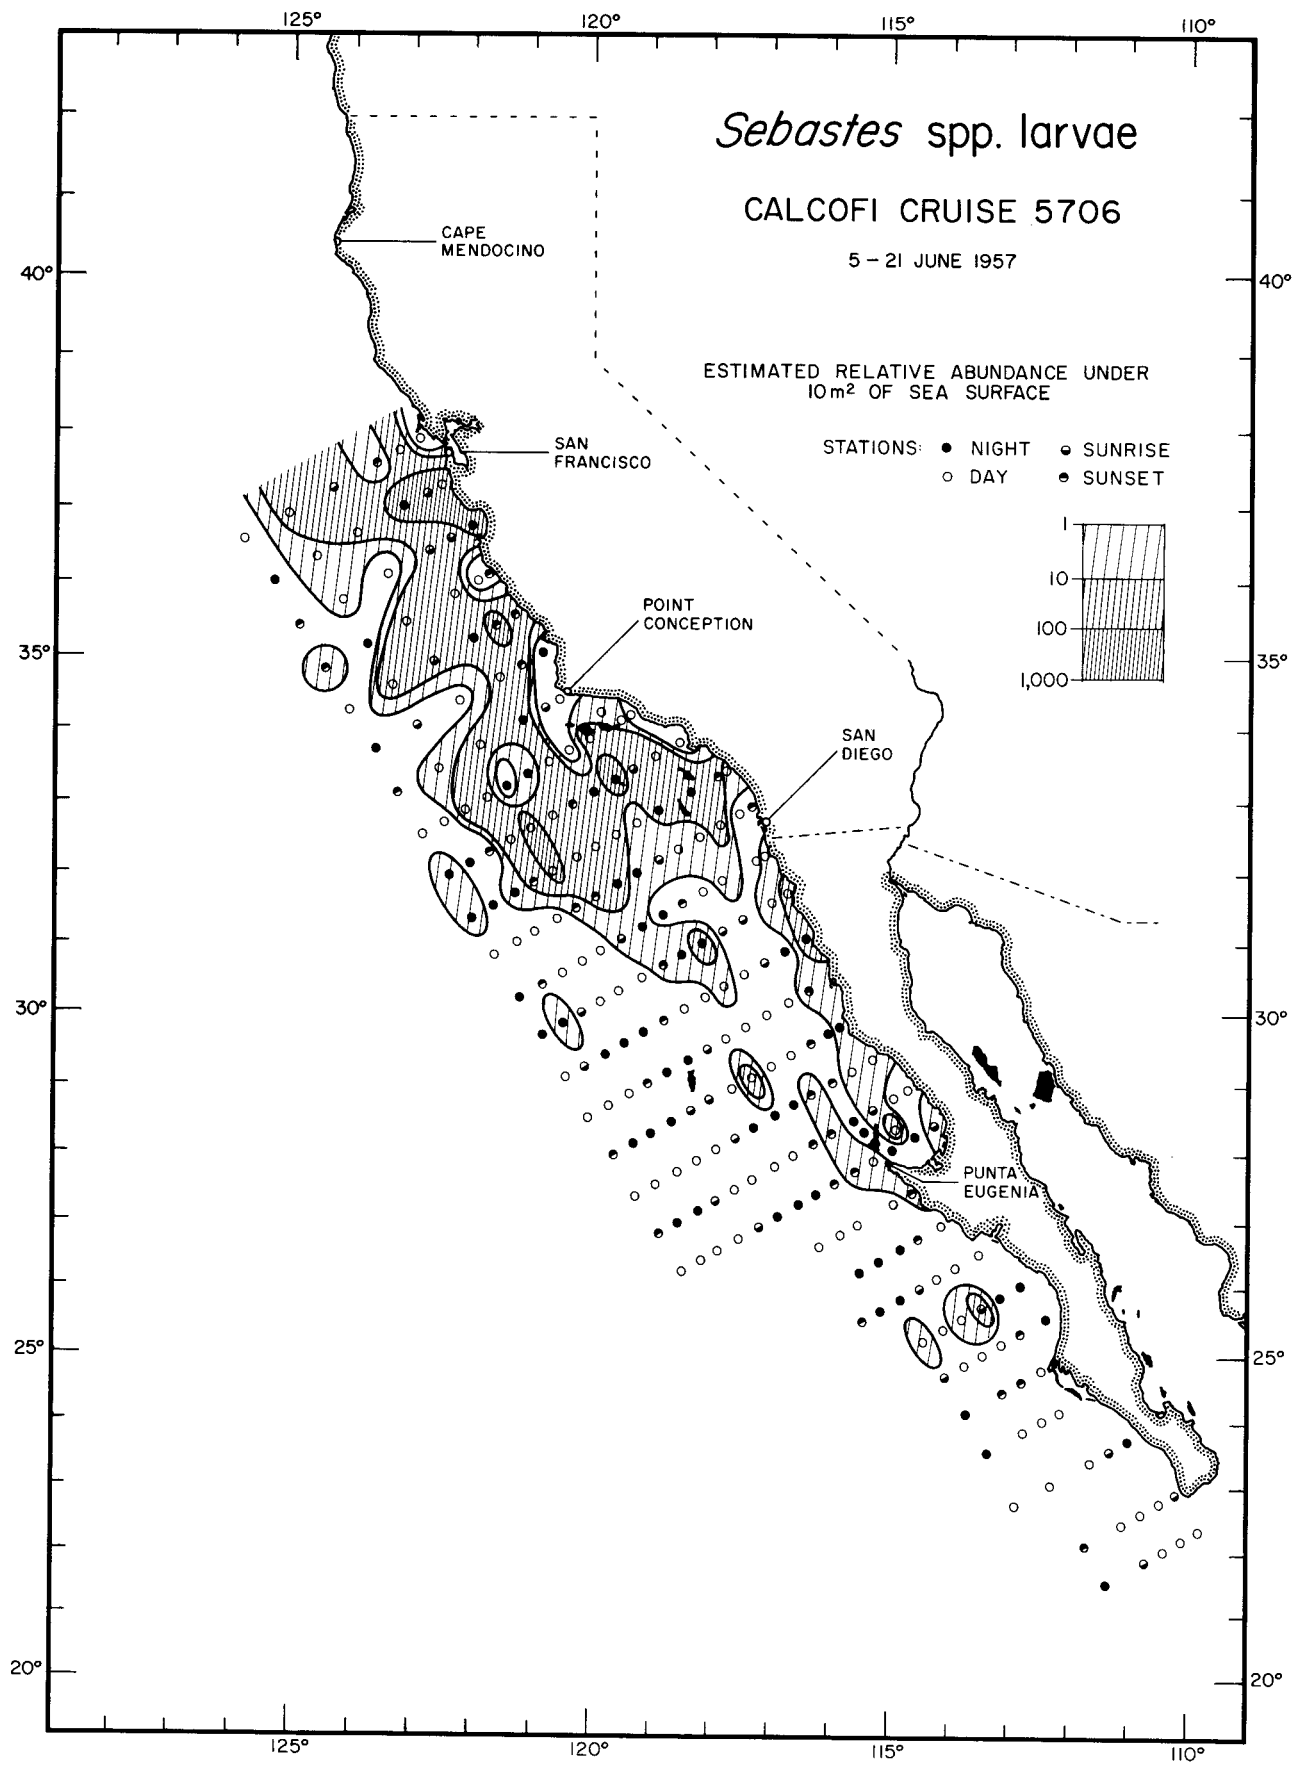 125°
120°
115°
110°
Sebastes spp. larvae
CALCOFI CRUISE 5706
5 – 21 JUNE 1957
CAPE
MENDOCINO
40°
40°
ESTIMATED RELATIVE ABUNDANCE UNDER
10 m² OF SEA SURFACE
STATIONS: ● NIGHT ◒ SUNRISE
○ DAY ◓ SUNSET
SAN
FRANCISCO
1
10
100
1,000
POINT
CONCEPTION
35°
35°
SAN
DIEGO
30°
30°
PUNTA
EUGENIA
25°
25°
20°
20°
125°
120°
115°
110°